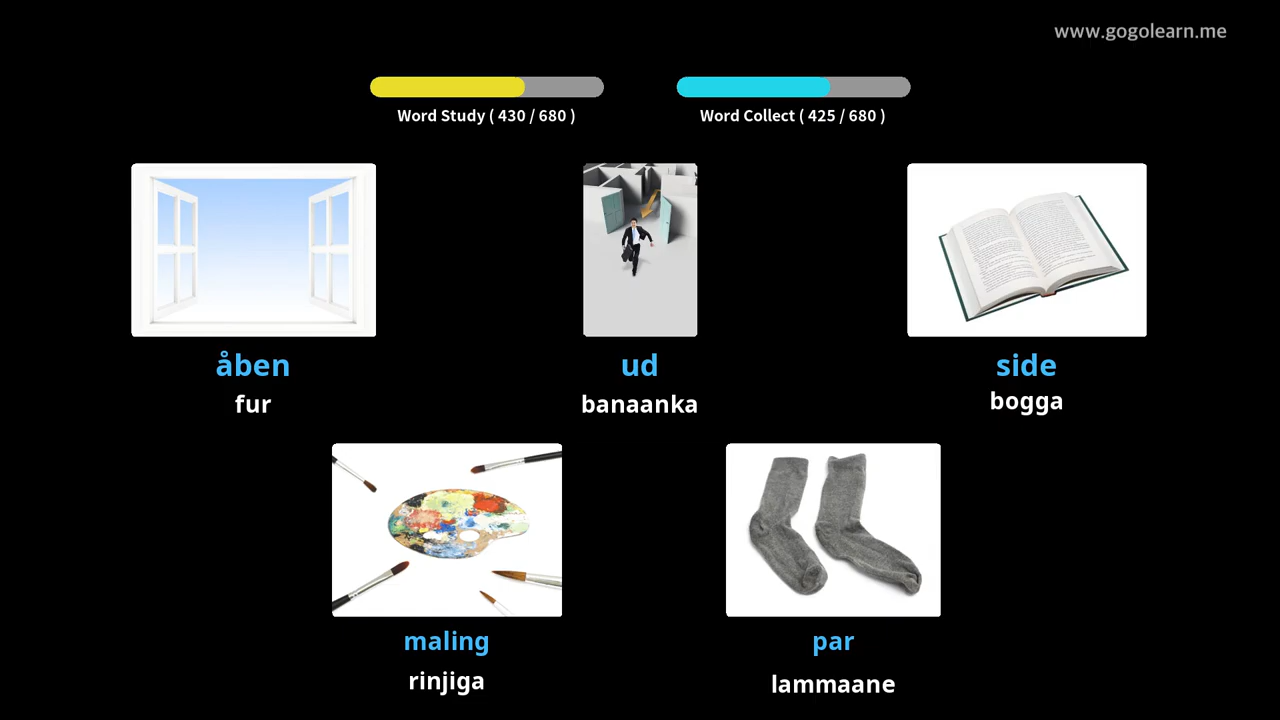 www.gogolearn.me
Word Study ( 430 / 680 )
Word Collect ( 425 / 680 )
åben
ud
side
fur
banaanka
bogga
maling
par
rinjiga
lammaane